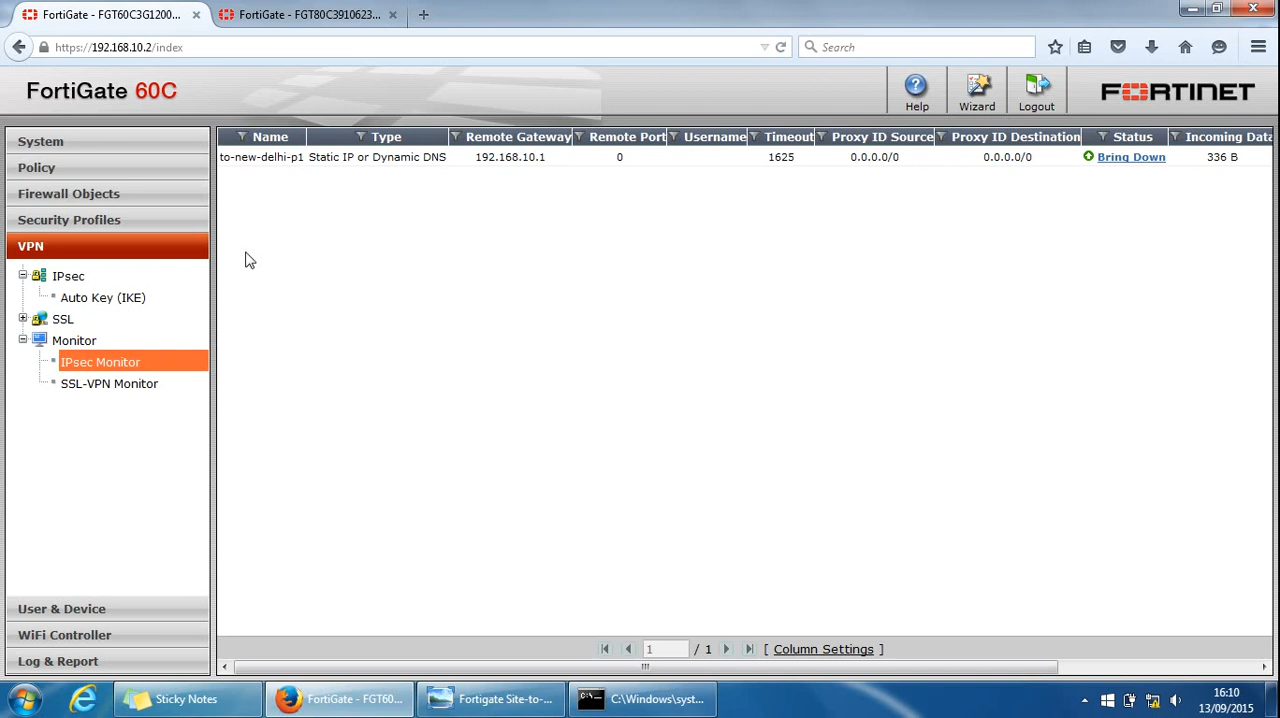 FortiGate - FGT60C3G1200...
FortiGate - FGT80C3910623...
https://192.168.10.2/index
Search
FortiGate 60C
Help
Wizard
Logout
FORTINET
System
Policy
Firewall Objects
Security Profiles
VPN
IPsec
Auto Key (IKE)
SSL
Monitor
IPsec Monitor
SSL-VPN Monitor
User & Device
WiFi Controller
Log & Report
Name Type Remote Gateway Remote Port Username Timeout Proxy ID Source Proxy ID Destination Status Incoming Data
to-new-delhi-p1 Static IP or Dynamic DNS 192.168.10.1 0 1625 0.0.0.0/0 0.0.0.0/0 Bring Down 336 B
1 / 1 [ Column Settings ]
Sticky Notes
FortiGate - FGT60...
Fortigate Site-to-...
C:\Windows\syst...
16:10
13/09/2015